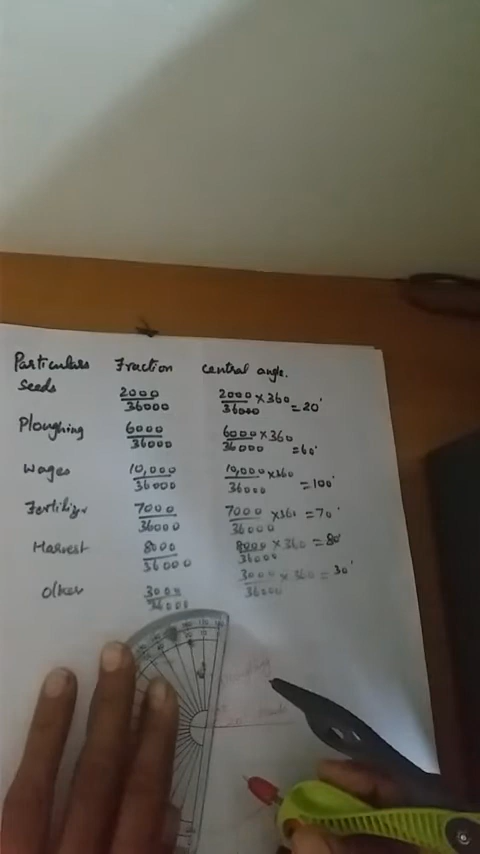 Particulars Fraction central angle.
Seeds 2000/36000 2000/36000 ×360 = 20°
Ploughing 6000/36000 6000/36000 ×360 = 60°
Wages 10,000/36000 10,000/36000 ×360 = 100°
Fertilizer 7000/36000 7000/36000 ×360 = 70°
Harvest 8000/36000 8000/36000 ×360 = 80°
Other 3000/36000 3000/36000 ×360 = 30°